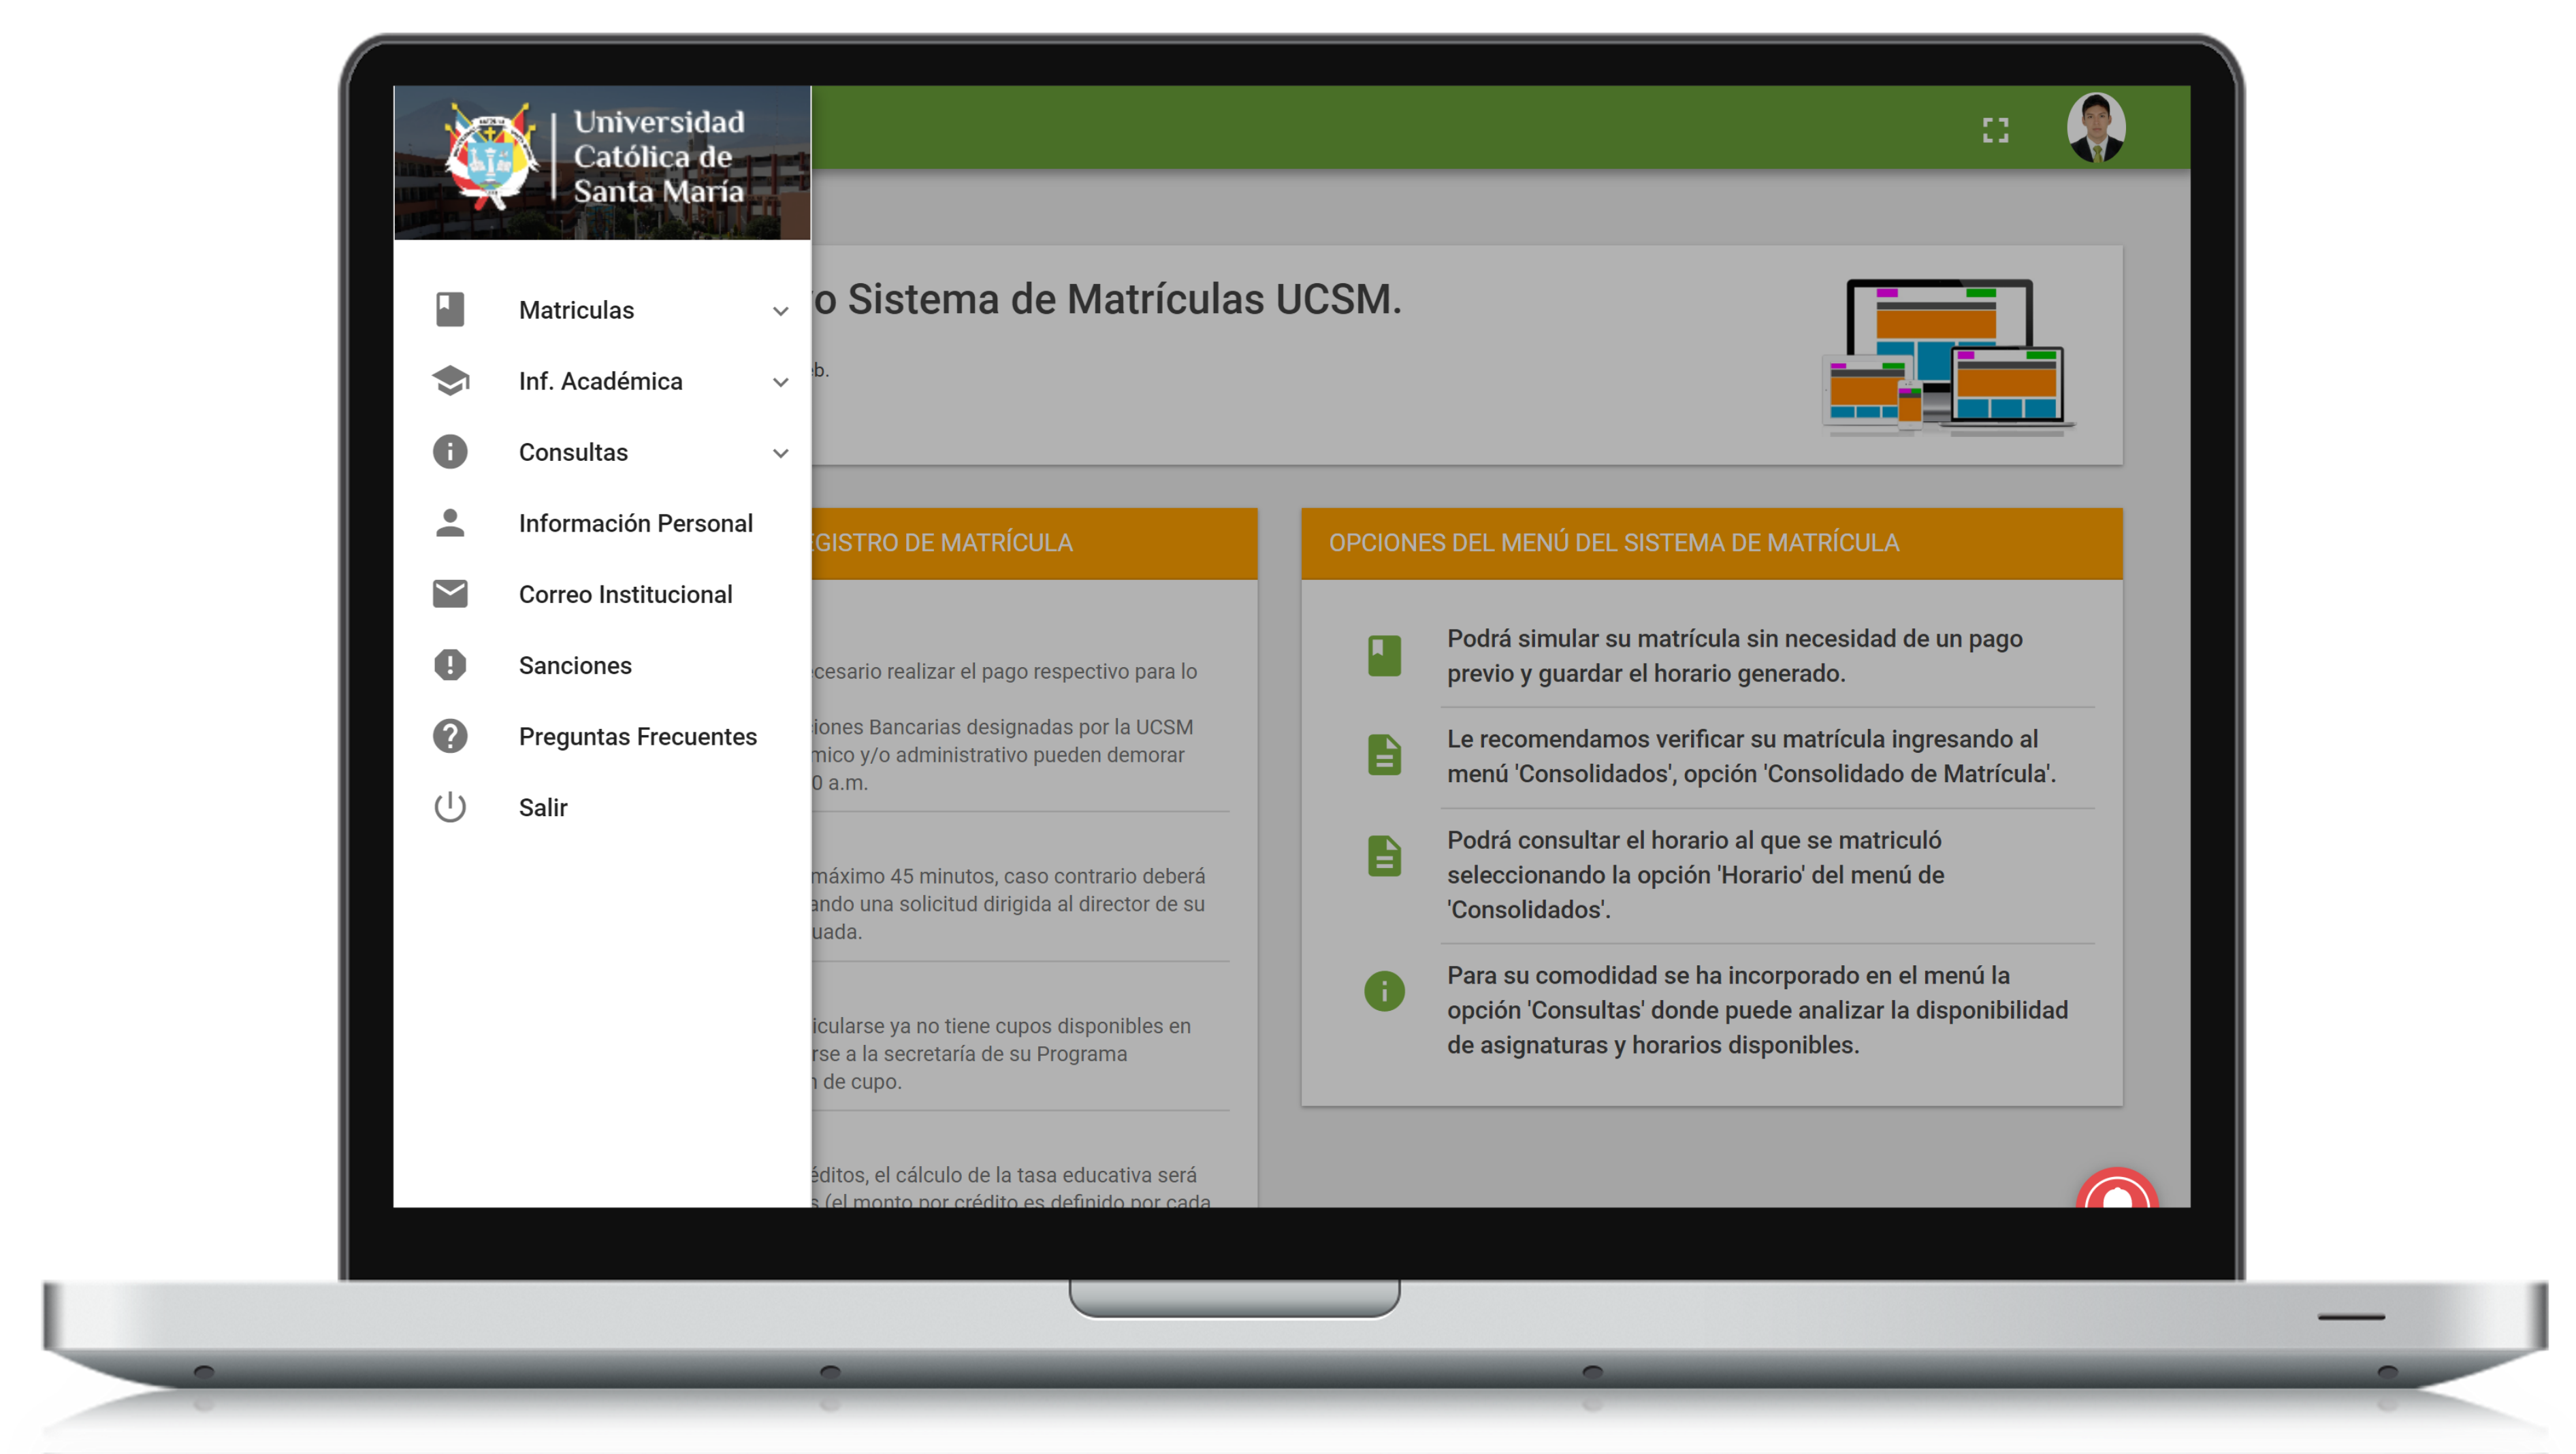 Universidad
Católica de
Santa María
Matriculas
Inf. Académica
Consultas
Información Personal
Correo Institucional
Sanciones
Preguntas Frecuentes
Salir
o Sistema de Matrículas UCSM.
eb.
EGISTRO DE MATRÍCULA
cesario realizar el pago respectivo para lo
iones Bancarias designadas por la UCSM
mico y/o administrativo pueden demorar
0 a.m.
máximo 45 minutos, caso contrario deberá
ando una solicitud dirigida al director de su
uada.
icularse ya no tiene cupos disponibles en
rse a la secretaría de su Programa
n de cupo.
éditos, el cálculo de la tasa educativa será
s (el monto por crédito es definido por cada
OPCIONES DEL MENÚ DEL SISTEMA DE MATRÍCULA
Podrá simular su matrícula sin necesidad de un pago
previo y guardar el horario generado.
Le recomendamos verificar su matrícula ingresando al
menú 'Consolidados', opción 'Consolidado de Matrícula'.
Podrá consultar el horario al que se matriculó
seleccionando la opción 'Horario' del menú de
'Consolidados'.
Para su comodidad se ha incorporado en el menú la
opción 'Consultas' donde puede analizar la disponibilidad
de asignaturas y horarios disponibles.